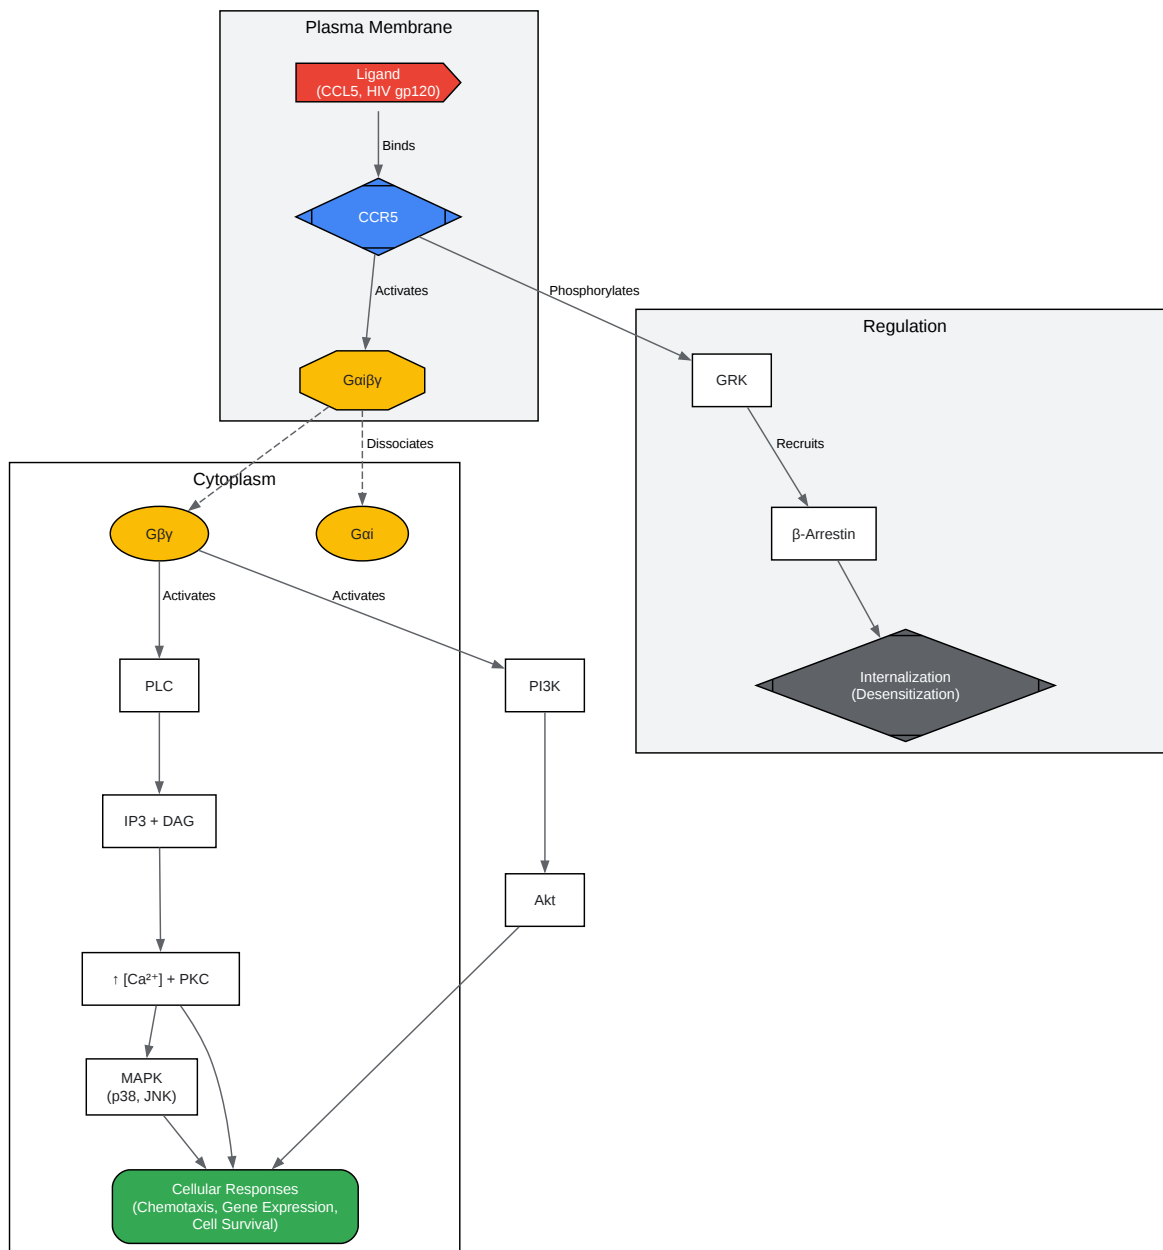 Plasma Membrane
Ligand
(CCL5, HIV gp120)
Binds
CCR5
Activates
Phosphorylates
Regulation
GRK
Gαiβγ
Dissociates
Recruits
Cytoplasm
Gβγ
Gαi
β-Arrestin
Activates
Activates
PLC
PI3K
Internalization
(Desensitization)
IP3 + DAG
Akt
↑ [Ca²⁺] + PKC
MAPK
(p38, JNK)
Cellular Responses
(Chemotaxis, Gene Expression,
Cell Survival)